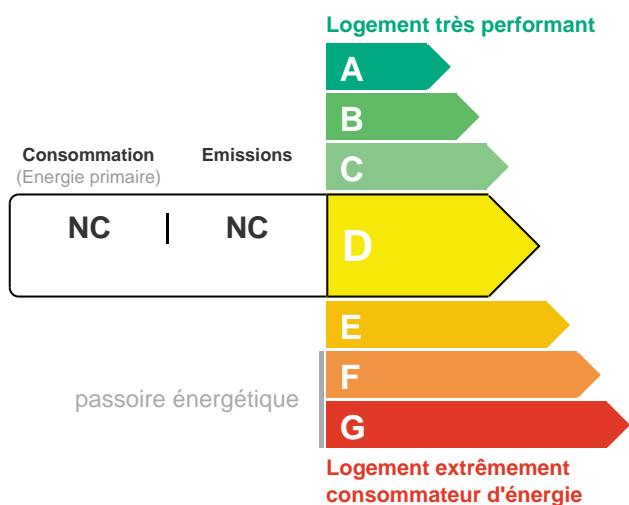 Logement très performant
A
B
Consommation Emissions
(Energie primaire)
C
NC | NC
D
E
F
passoire énergétique
G
Logement extrêmement
consommateur d'énergie